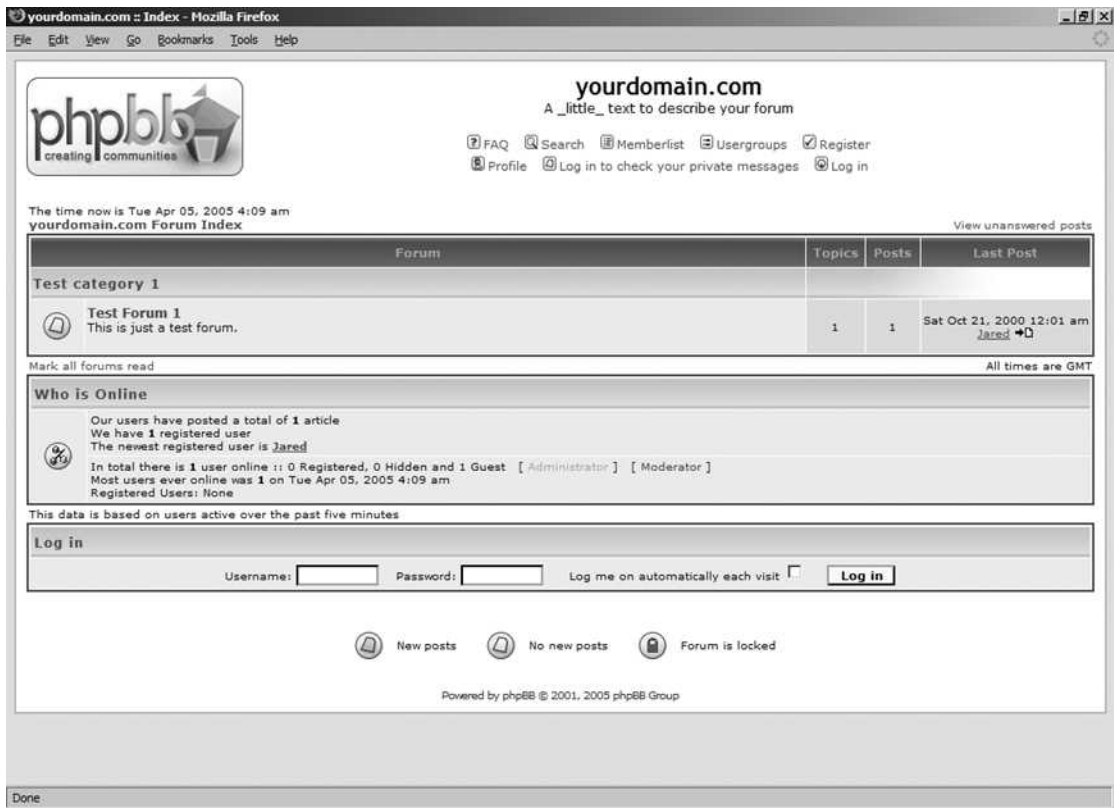 yourdomain.com :: Index - Mozilla Firefox
File Edit View Go Bookmarks Tools Help
phpbb
creating communities
yourdomain.com
A _little_ text to describe your forum
FAQ Search Memberlist Usergroups Register
Profile Log in to check your private messages Log in
The time now is Tue Apr 05, 2005 4:09 am
yourdomain.com Forum Index View unanswered posts
Forum Topics Posts Last Post
Test category 1
Test Forum 1
This is just a test forum.
1 1 Sat Oct 21, 2000 12:01 am
Jared
Mark all forums read All times are GMT
Who is Online
Our users have posted a total of 1 article
We have 1 registered user
The newest registered user is Jared
In total there is 1 user online :: 0 Registered, 0 Hidden and 1 Guest [ Administrator ] [ Moderator ]
Most users ever online was 1 on Tue Apr 05, 2005 4:09 am
Registered Users: None
This data is based on users active over the past five minutes
Log in
Username: Password: Log me on automatically each visit Log in
New posts No new posts Forum is locked
Powered by phpBB © 2001, 2005 phpBB Group
Done